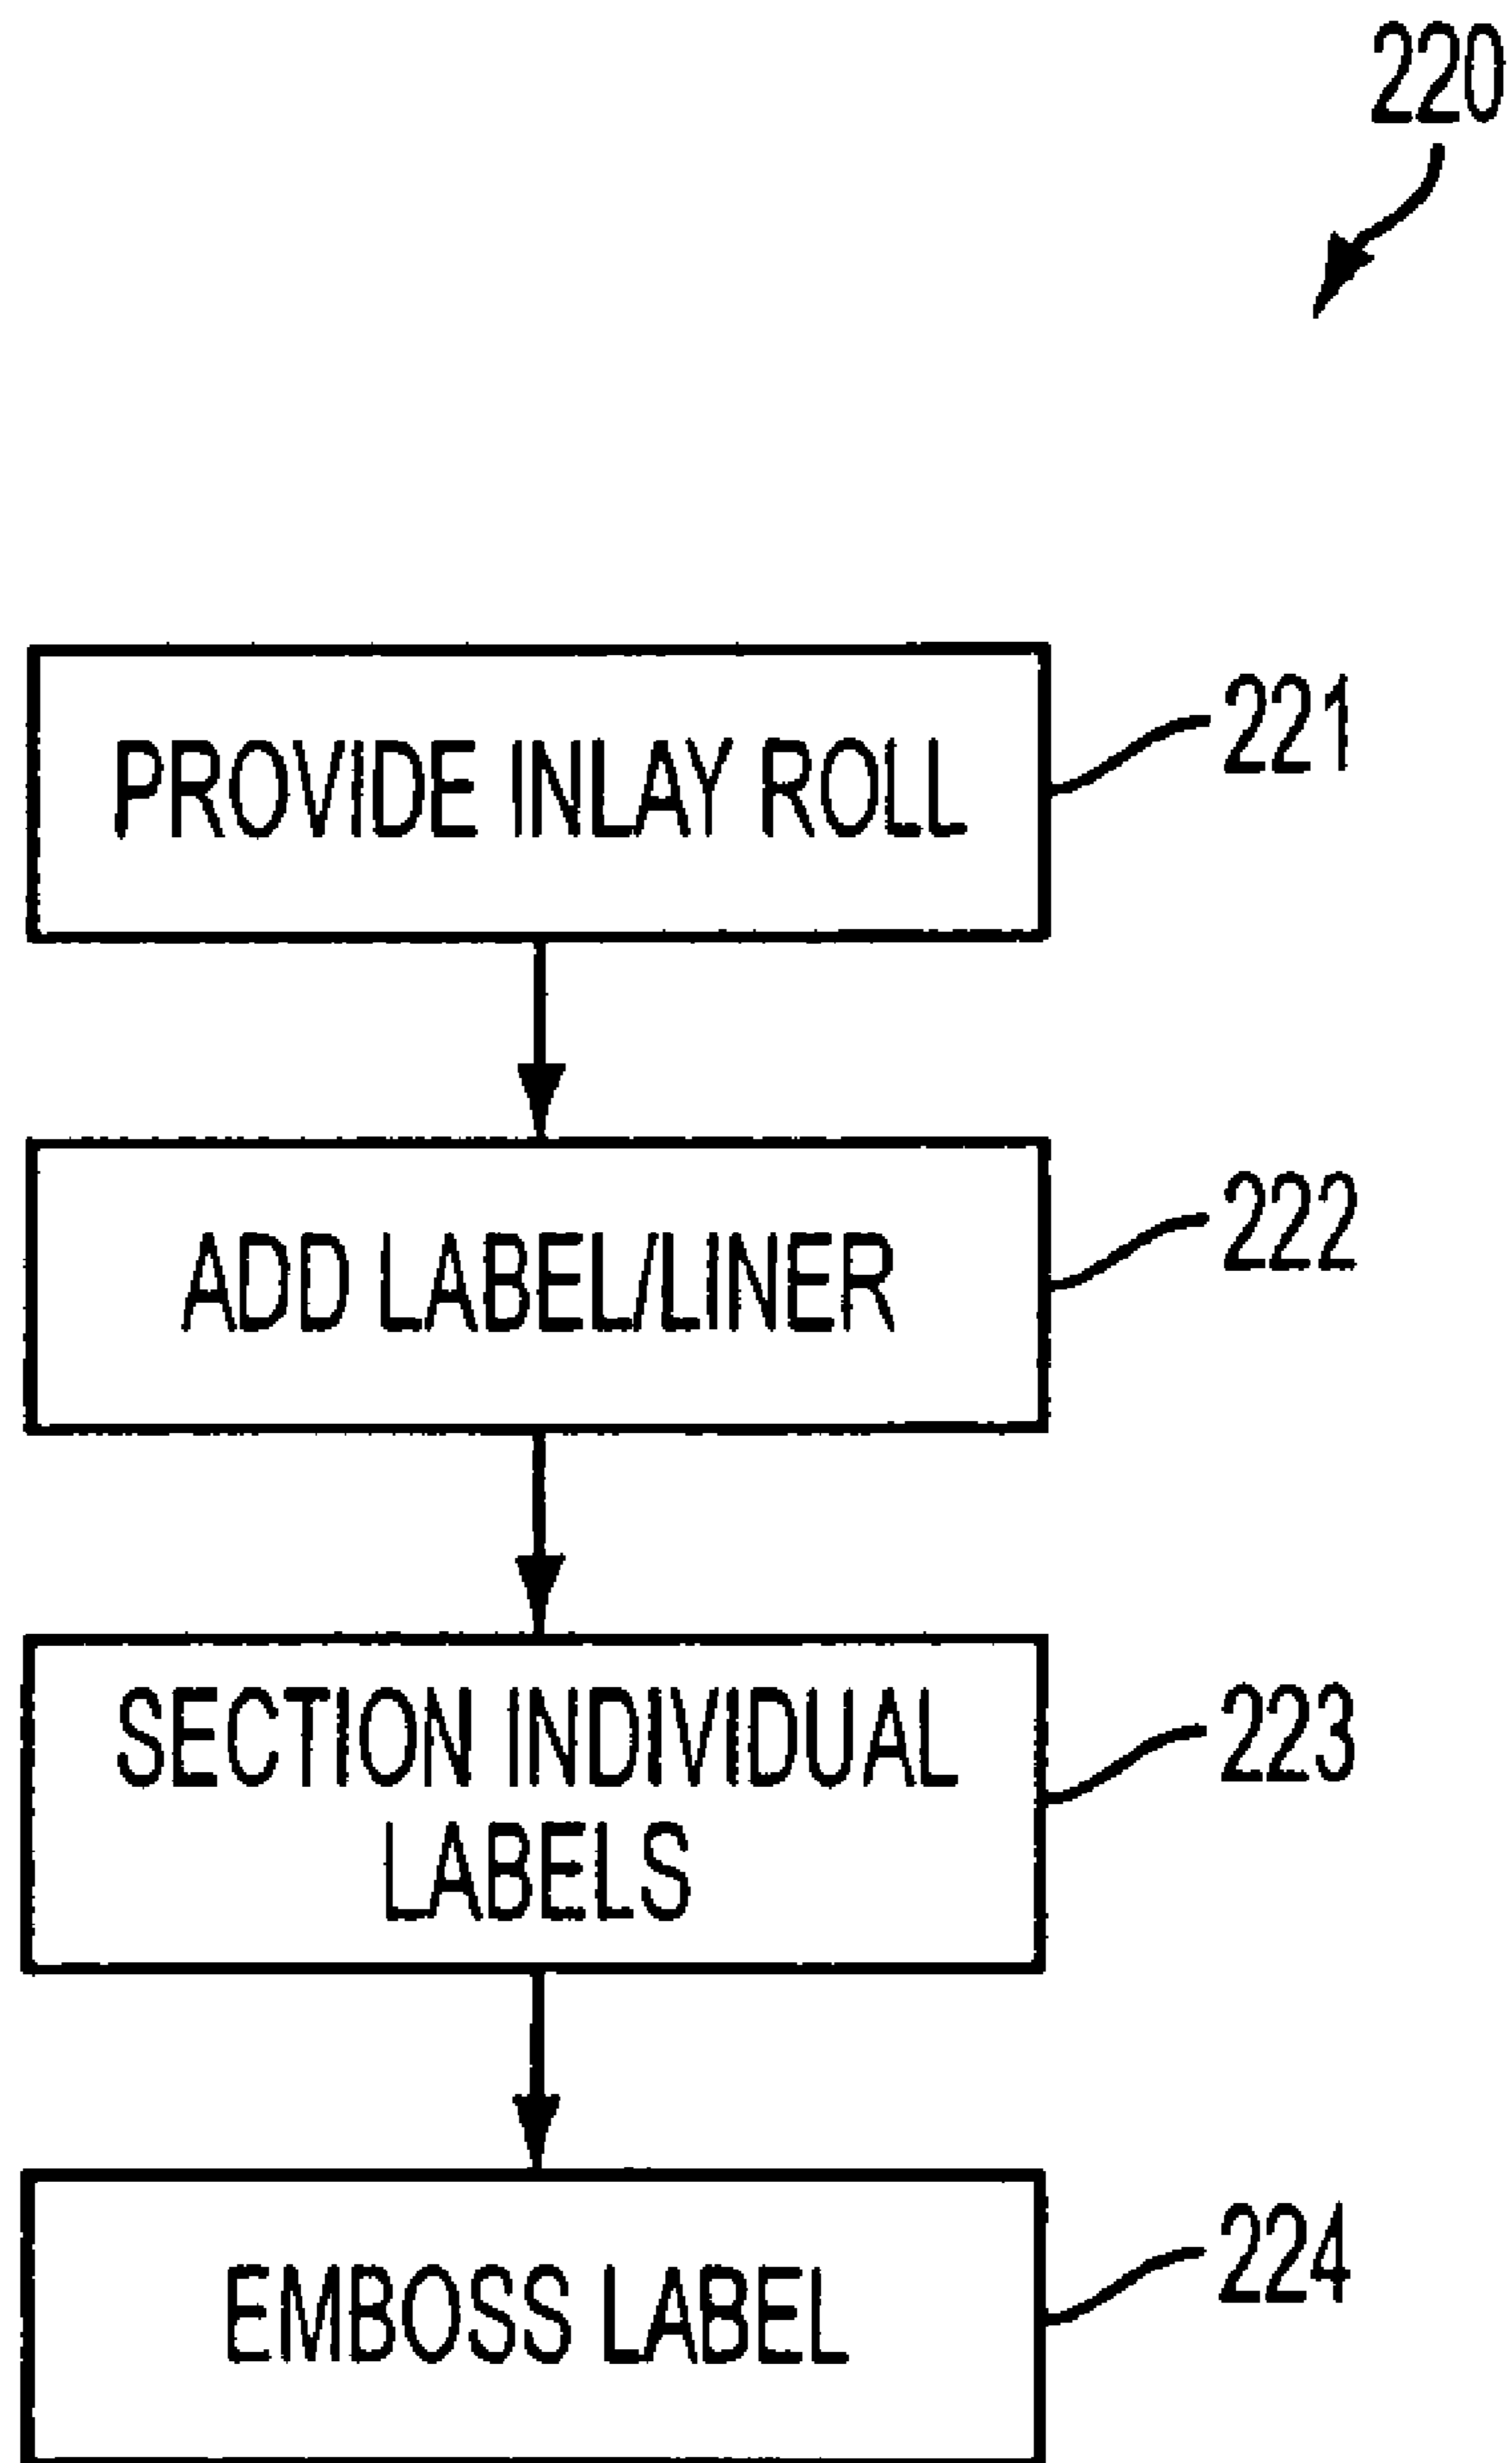 220
PROVIDE INLAY ROLL
221
ADD LABEL/LINER
222
SECTION INDIVIDUAL
LABELS
223
EMBOSS LABEL
224